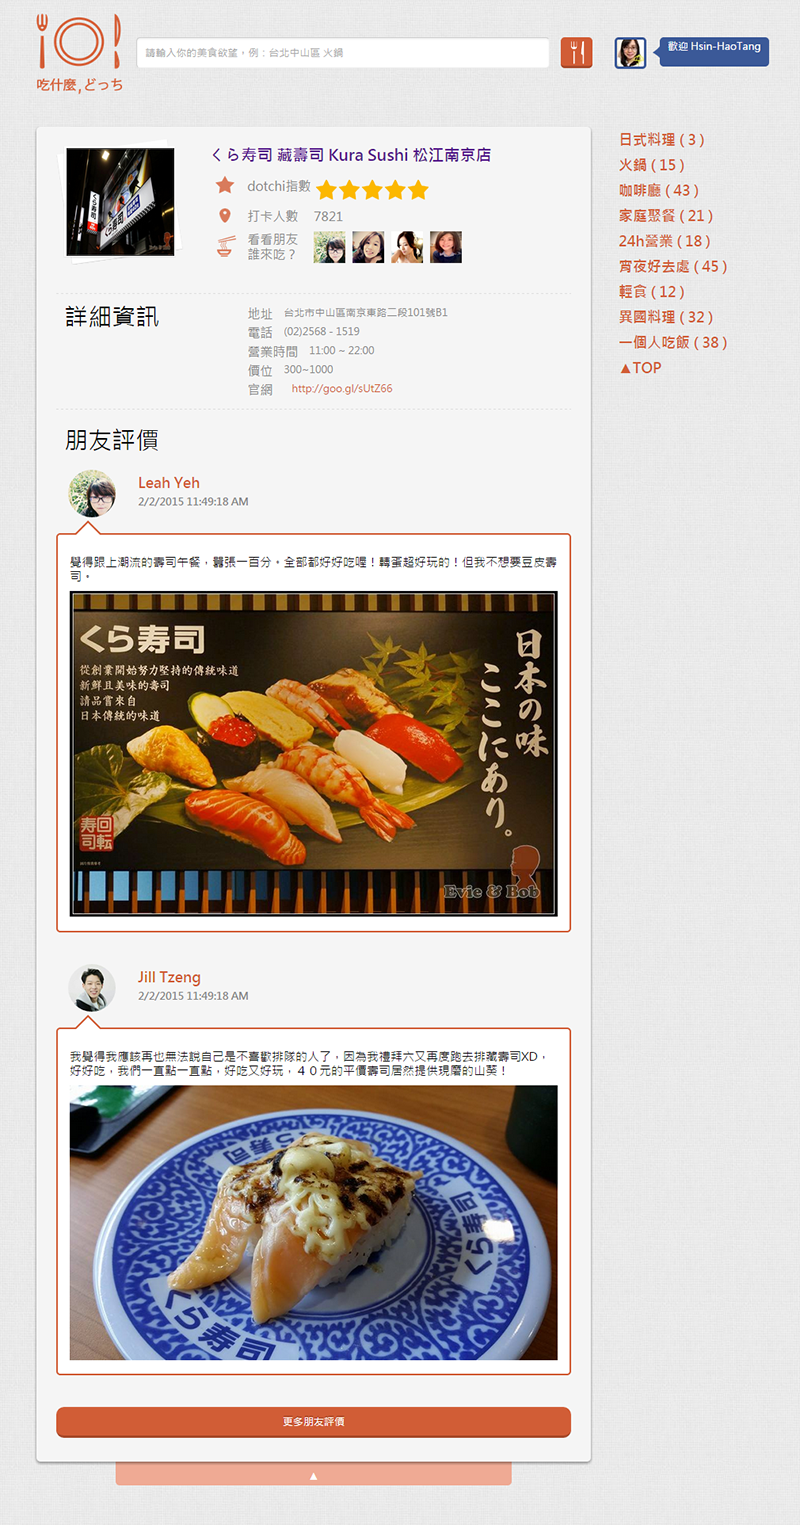 吃什麼,どっち
請輸入你的美食欲望，例：台北中山區 火鍋
歡迎 Hsin-HaoTang
くら寿司 藏壽司 Kura Sushi 松江南京店
dotchi指數
打卡人數 7821
看看朋友
誰來吃？
詳細資訊
地址 台北市中山區南京東路二段101號B1
電話 (02)2568 - 1519
營業時間 11:00 ~ 22:00
價位 300~1000
官網 http://goo.gl/sUtZ66
朋友評價
Leah Yeh
2/2/2015 11:49:18 AM
覺得跟上潮流的壽司午餐，囂張一百分。全部都好好吃喔！轉蛋超好玩的！但我不想要豆皮壽
司。
くら寿司
從創業開始努力堅持的傳統味道
新鮮且美味的壽司
請品嘗來自
日本傳統的味道
日本の味
ここにあり。
回転
寿司
Evie & Bob
Jill Tzeng
2/2/2015 11:49:18 AM
我覺得我應該再也無法說自己是不喜歡排隊的人了，因為我禮拜六又再度跑去排藏壽司XD，
好好吃，我們一直點一直點，好吃又好玩，４０元的平價壽司居然提供現磨的山葵！
くら寿司
くら寿司
くら寿司
更多朋友評價
▲
日式料理 ( 3 )
火鍋 ( 15 )
咖啡廳 ( 43 )
家庭聚餐 ( 21 )
24h營業 ( 18 )
宵夜好去處 ( 45 )
輕食 ( 12 )
異國料理 ( 32 )
一個人吃飯 ( 38 )
▲TOP